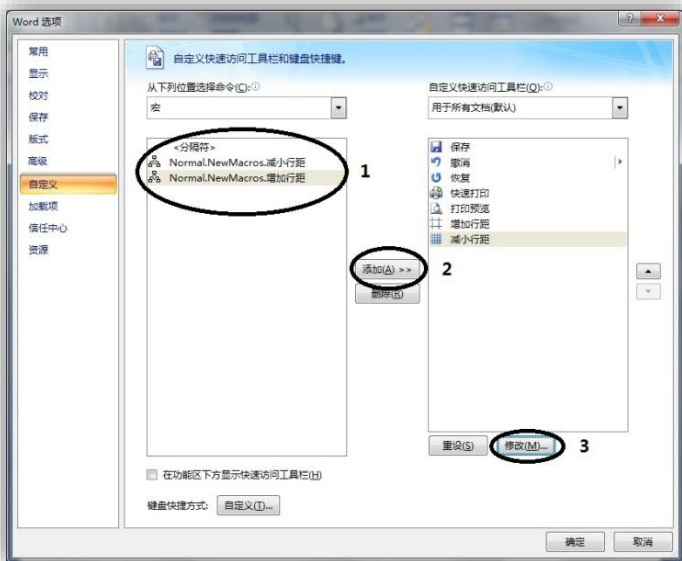 Word 选项
常用
显示
校对
保存
版式
高级
自定义
加载项
信任中心
资源
自定义快速访问工具栏和键盘快捷键。
从下列位置选择命令(C):
宏
<分隔符>
Normal.NewMacros.减小行距
Normal.NewMacros.增加行距
1
添加(A) >>
2
删除(R)
自定义快速访问工具栏(Q):
用于所有文档(默认)
保存
撤消
恢复
快速打印
打印预览
增加行距
减小行距
重设(S)
修改(M)...
3
在功能区下方显示快速访问工具栏(H)
键盘快捷方式:
自定义(T)...
确定
取消